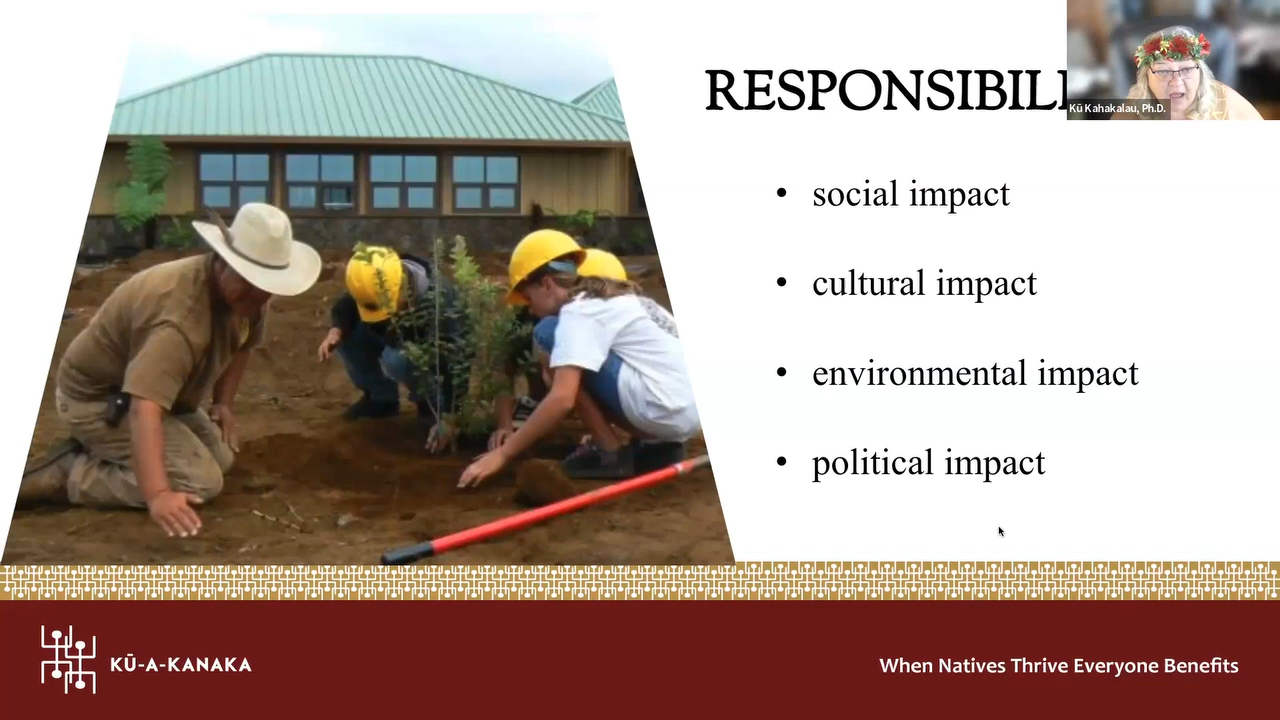 RESPONSIBIL
Kū Kahakalau, Ph.D.
• social impact
• cultural impact
• environmental impact
• political impact
KŪ-A-KANAKA
When Natives Thrive Everyone Benefits